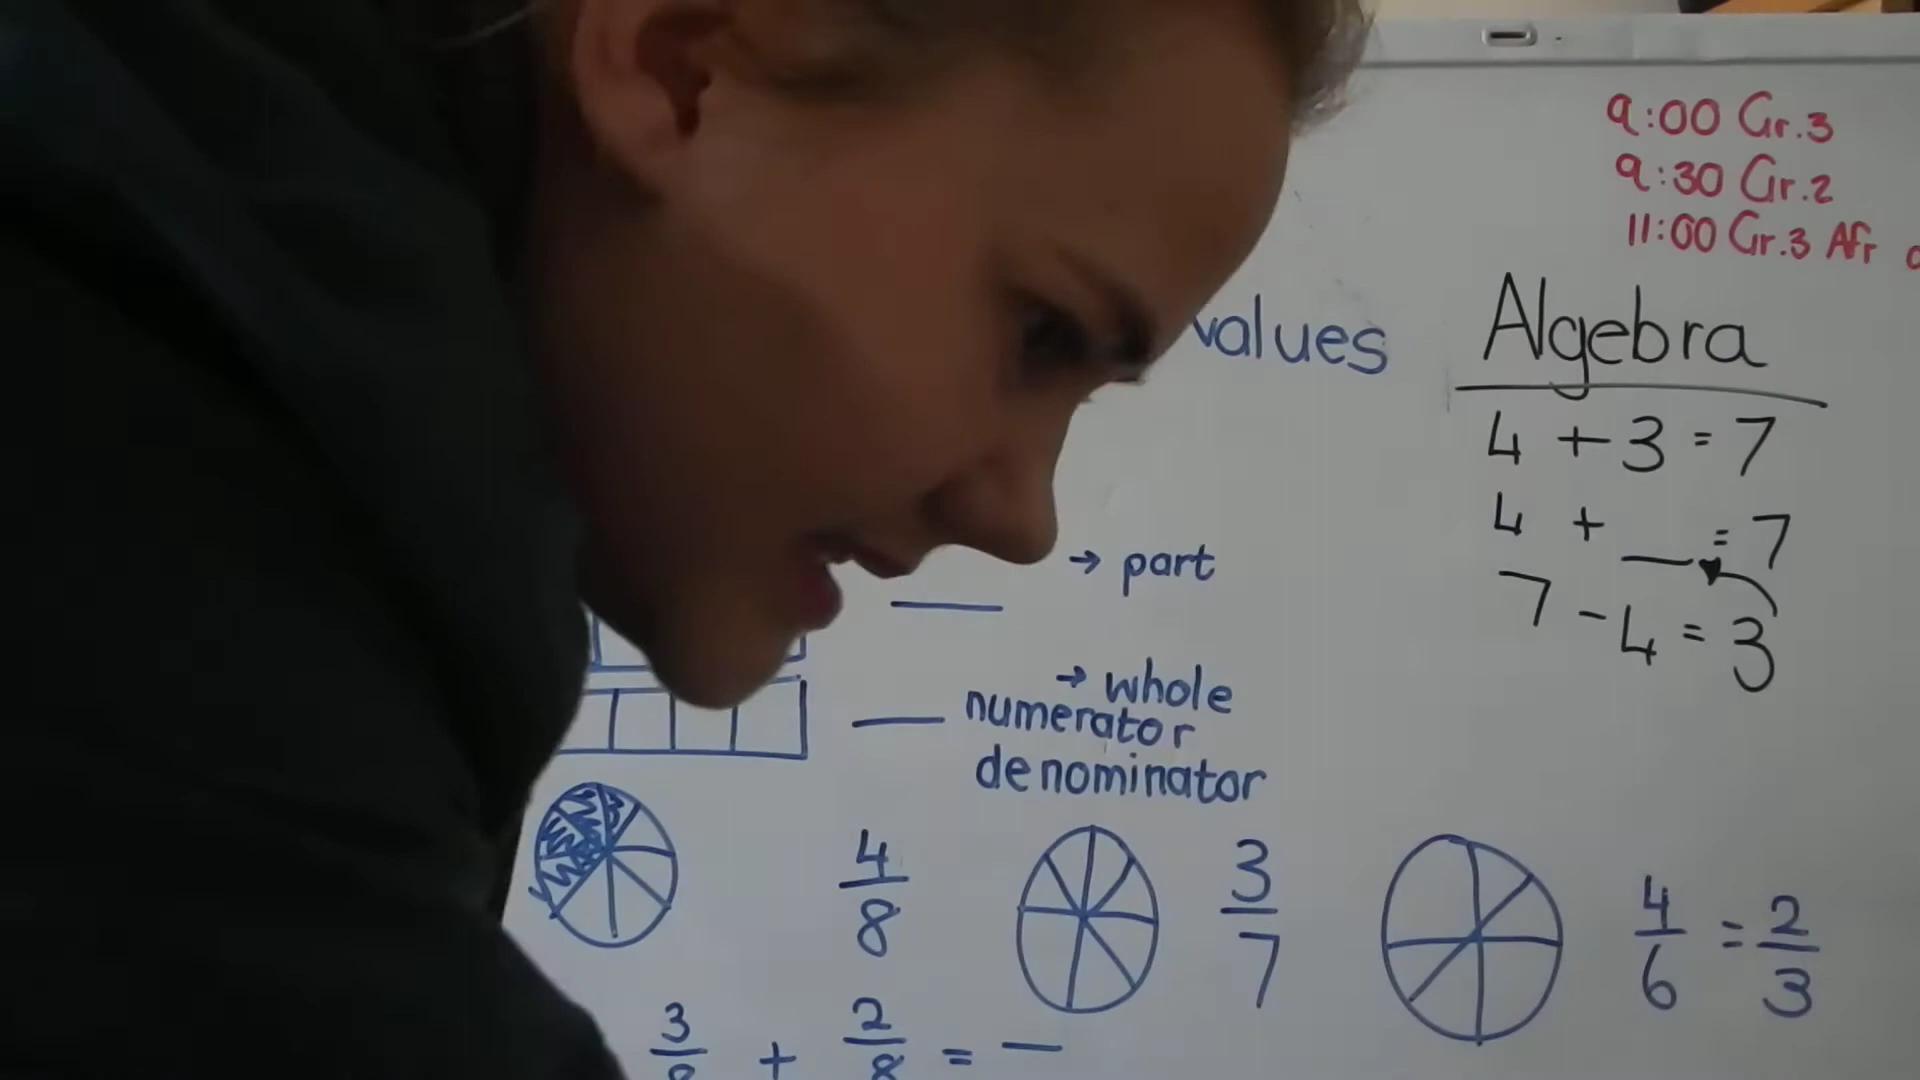 9:00 Gr.3
9:30 Gr.2
11:00 Gr.3 Afr
values
Algebra
4 + 3 = 7
4 + __ = 7
7 - 4 = 3
→ part
→ whole
numerator
denominator
4/8
3/7
4/6 = 2/3
3/8 + 2/8 = —